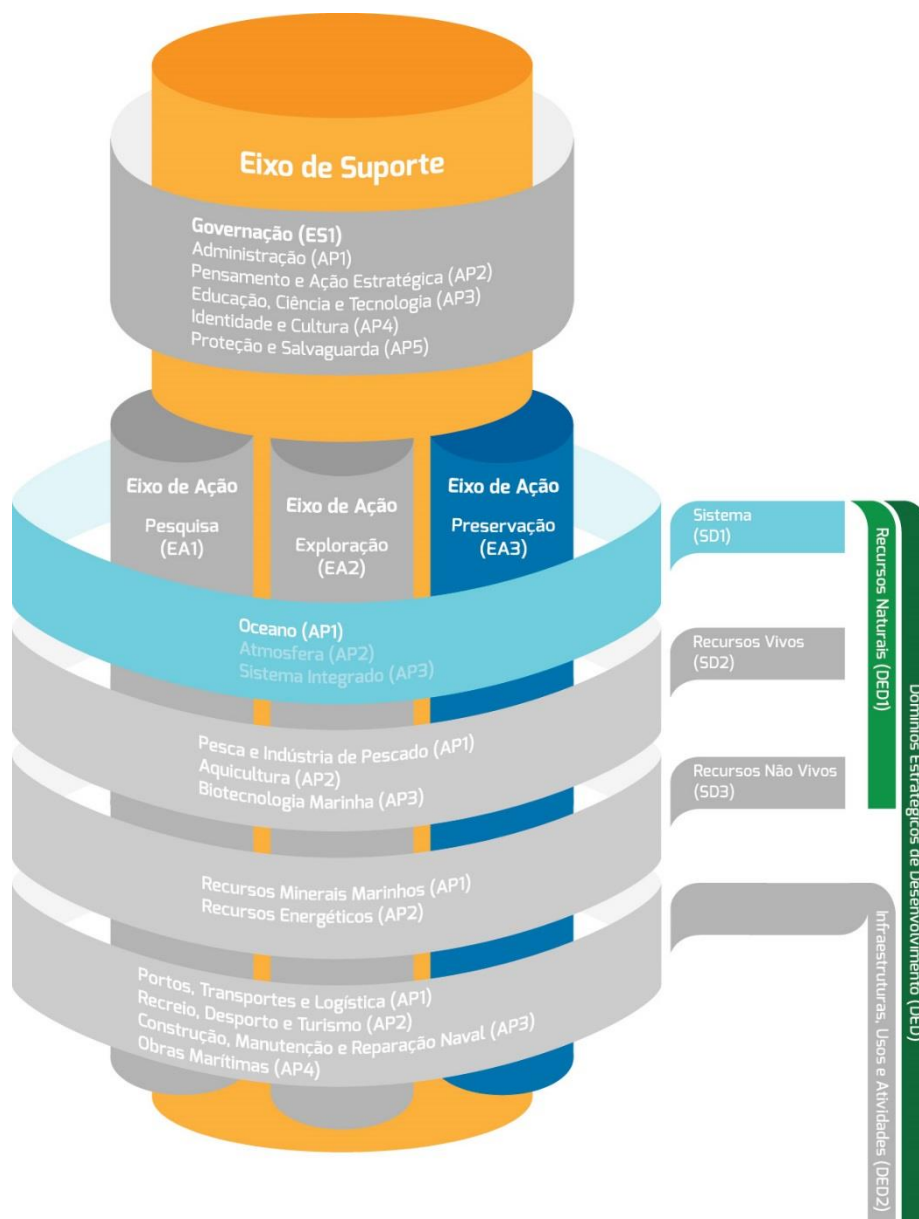 Eixo de Suporte
Governação (ES1)
Administração (AP1)
Pensamento e Ação Estratégica (AP2)
Educação, Ciência e Tecnologia (AP3)
Identidade e Cultura (AP4)
Proteção e Salvaguarda (AP5)
Eixo de Ação
Pesquisa
(EA1)
Eixo de Ação
Exploração
(EA2)
Eixo de Ação
Preservação
(EA3)
Oceano (AP1)
Atmosfera (AP2)
Sistema Integrado (AP3)
Sistema
(SD1)
Pesca e Indústria de Pescado (AP1)
Aquicultura (AP2)
Biotecnologia Marinha (AP3)
Recursos Vivos
(SD2)
Recursos Minerais Marinhos (AP1)
Recursos Energéticos (AP2)
Recursos Não Vivos
(SD3)
Portos, Transportes e Logística (AP1)
Recreio, Desporto e Turismo (AP2)
Construção, Manutenção e Reparação Naval (AP3)
Obras Marítimas (AP4)
Recursos Naturais (DED1)
Infraestruturas, Usos e Atividades (DED2)
Domínios Estratégicos de Desenvolvimento (DED)